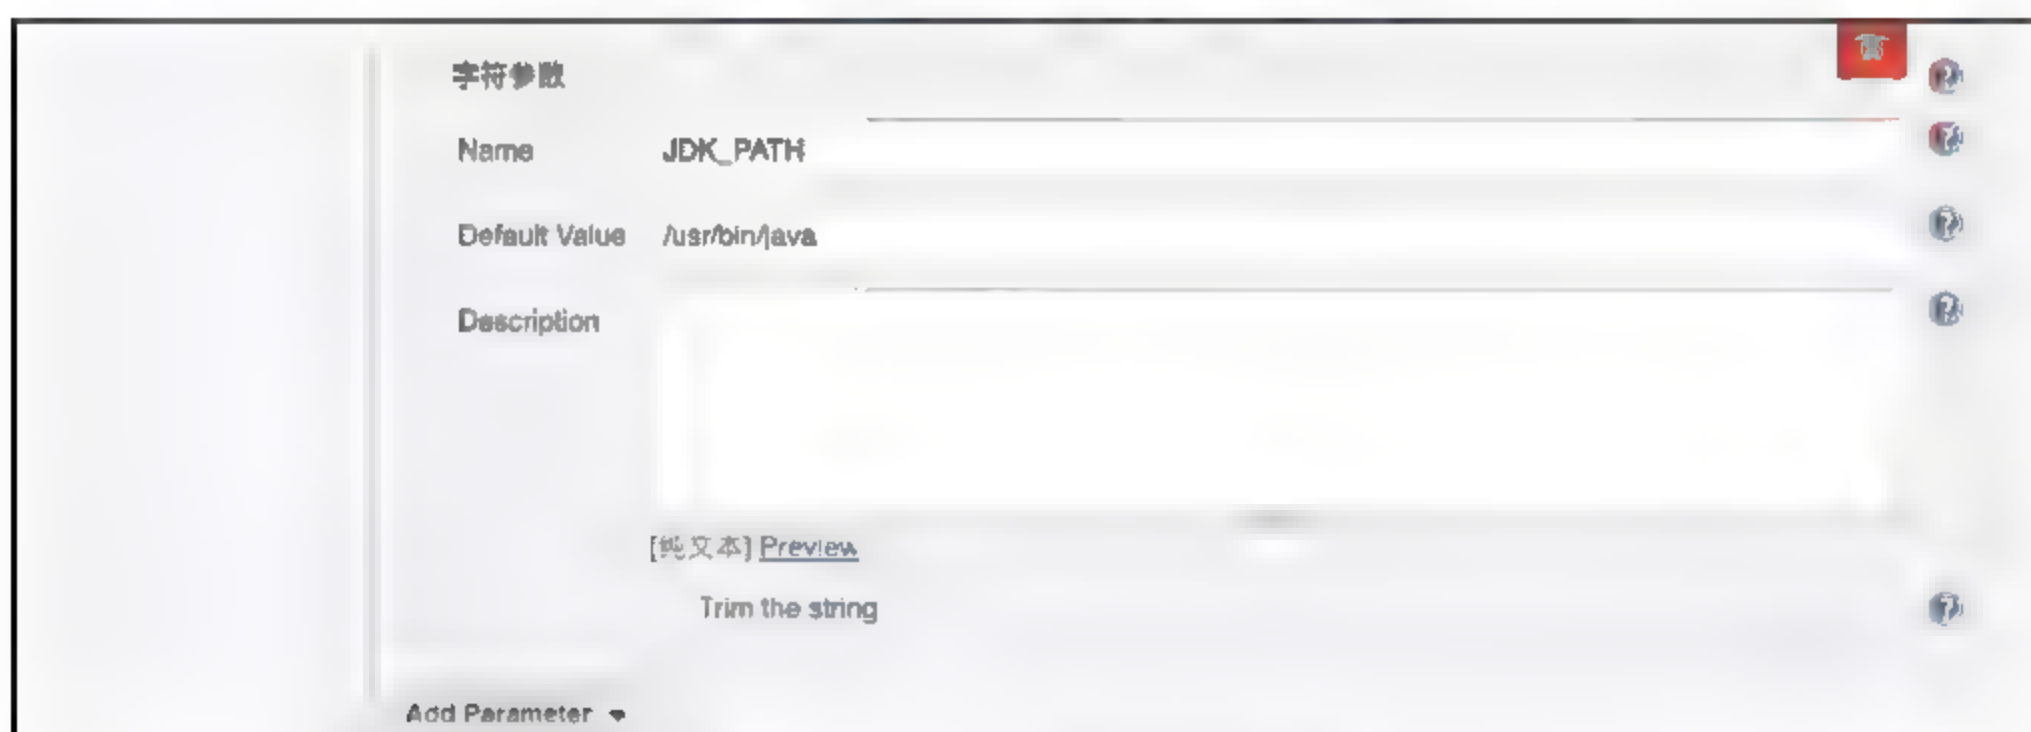 字符参数
Name JDK_PATH
Default Value /usr/bin/java
Description
[纯文本] Preview
Trim the string
Add Parameter